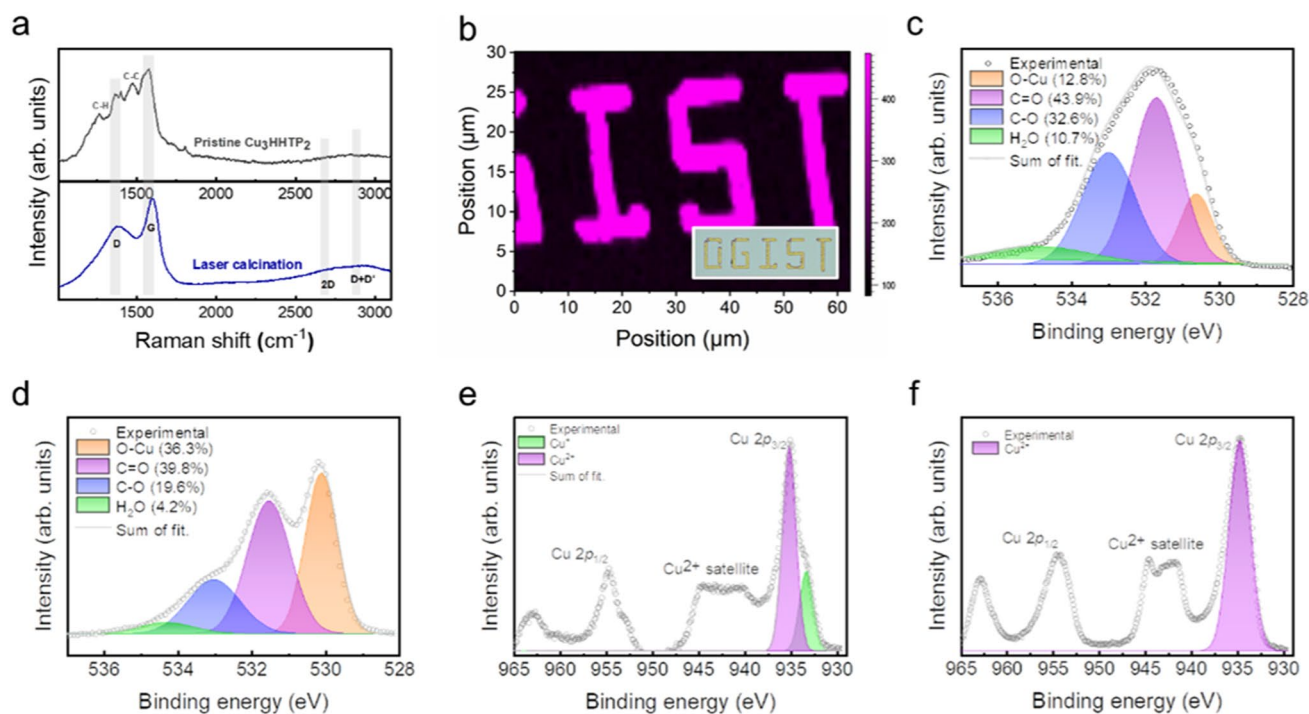 a
C-H
C-C
Pristine Cu3HHTP2
1500 2000 2500 3000
D
G
Laser calcination
2D
D+D'
1500 2000 2500 3000
Intensity (arb. units)
Raman shift (cm-1)
b
30
25
20
15
10
5
0
0 10 20 30 40 50 60
Position (µm)
Position (µm)
GIST
DGIST
400
300
200
100
c
Experimental
O-Cu (12.8%)
C=O (43.9%)
C-O (32.6%)
H2O (10.7%)
Sum of fit.
Intensity (arb. units)
536 534 532 530 528
Binding energy (eV)
d
Experimental
O-Cu (36.3%)
C=O (39.8%)
C-O (19.6%)
H2O (4.2%)
Sum of fit.
Intensity (arb. units)
536 534 532 530 528
Binding energy (eV)
e
Experimental
Cu+
Cu2+
Sum of fit.
Cu 2p3/2
Cu 2p1/2
Cu2+ satellite
Intensity (arb. units)
965 960 955 950 945 940 935 930
Binding energy (eV)
f
Experimental
Cu2+
Cu 2p3/2
Cu 2p1/2
Cu2+ satellite
Intensity (arb. units)
965 960 955 950 945 940 935 930
Binding energy (eV)